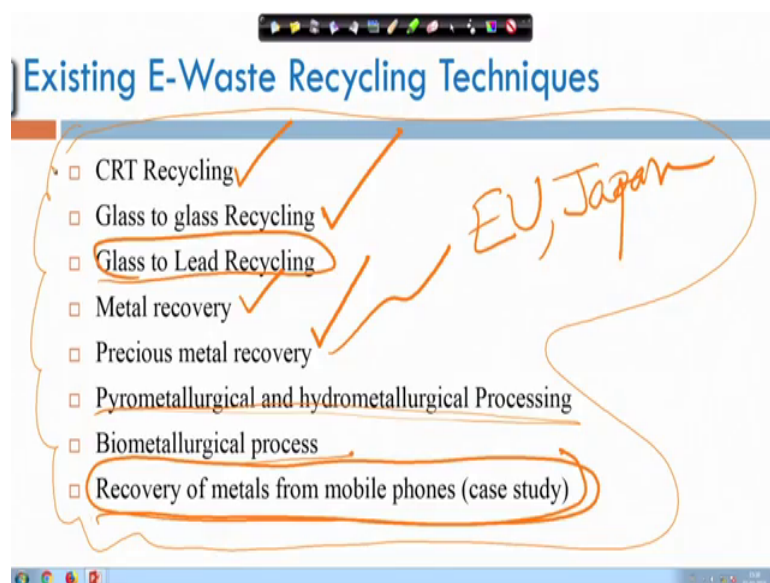 Existing E-Waste Recycling Techniques
CRT Recycling
Glass to glass Recycling
EU, Japan
Glass to Lead Recycling
Metal recovery
Precious metal recovery
Pyrometallurgical and hydrometallurgical Processing
Biometallurgical process
Recovery of metals from mobile phones (case study)